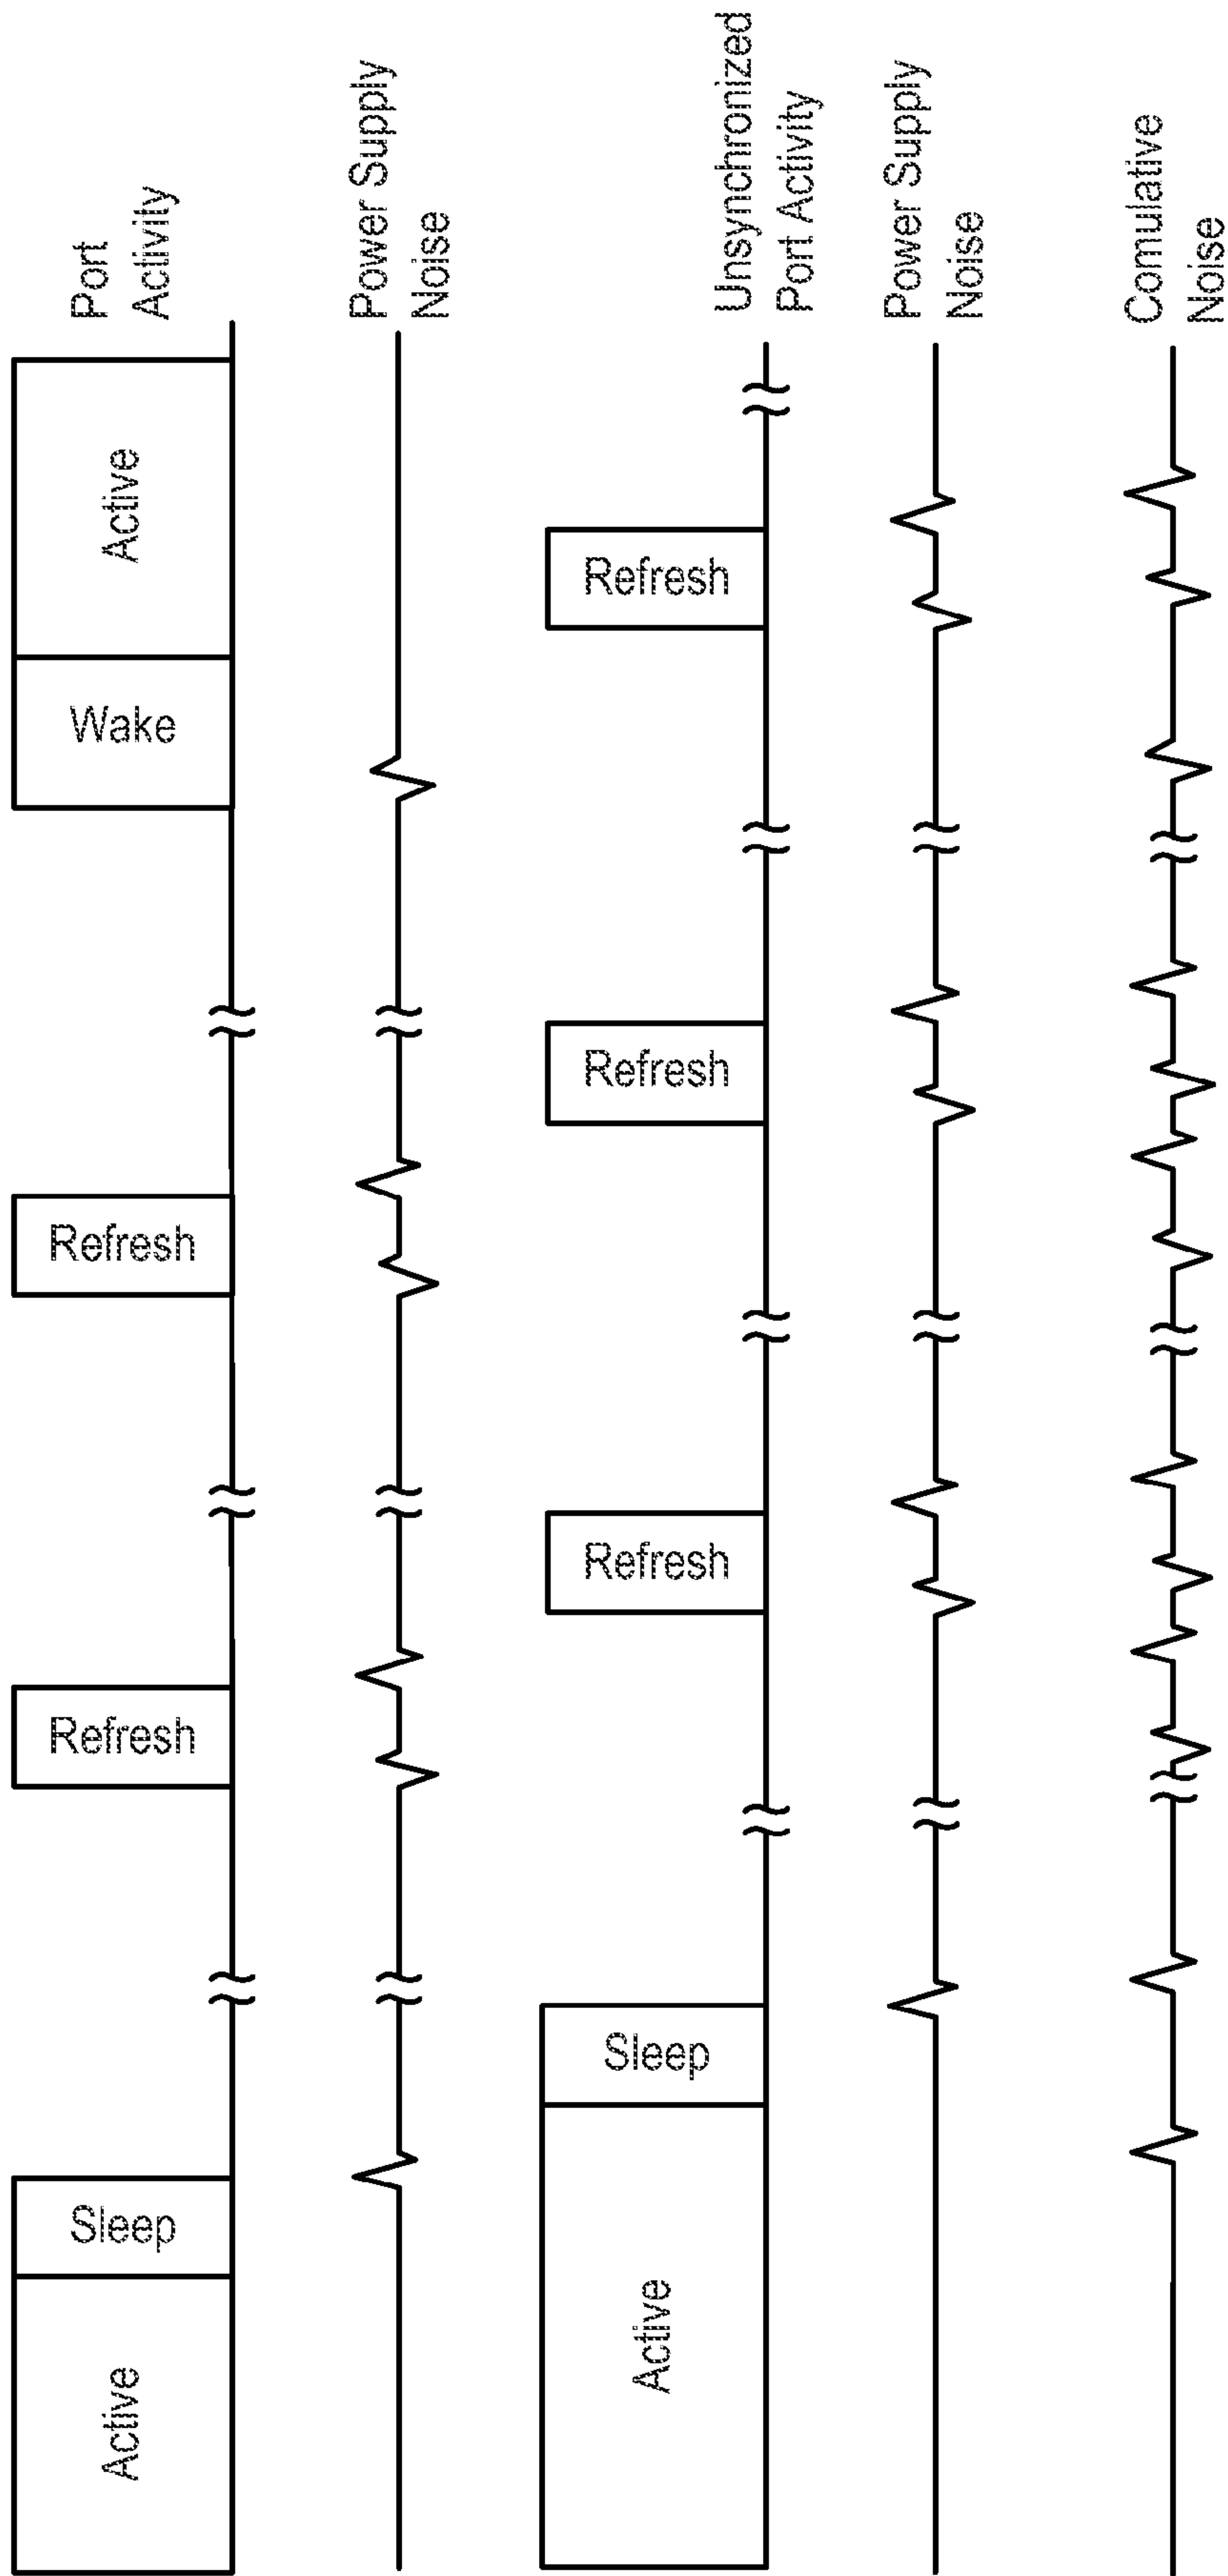 Active
Sleep
Refresh
Refresh
Wake
Active
Port
Activity
Power Supply
Noise
Active
Sleep
Refresh
Refresh
Refresh
Unsynchronized
Port Activity
Power Supply
Noise
Comulative
Noise